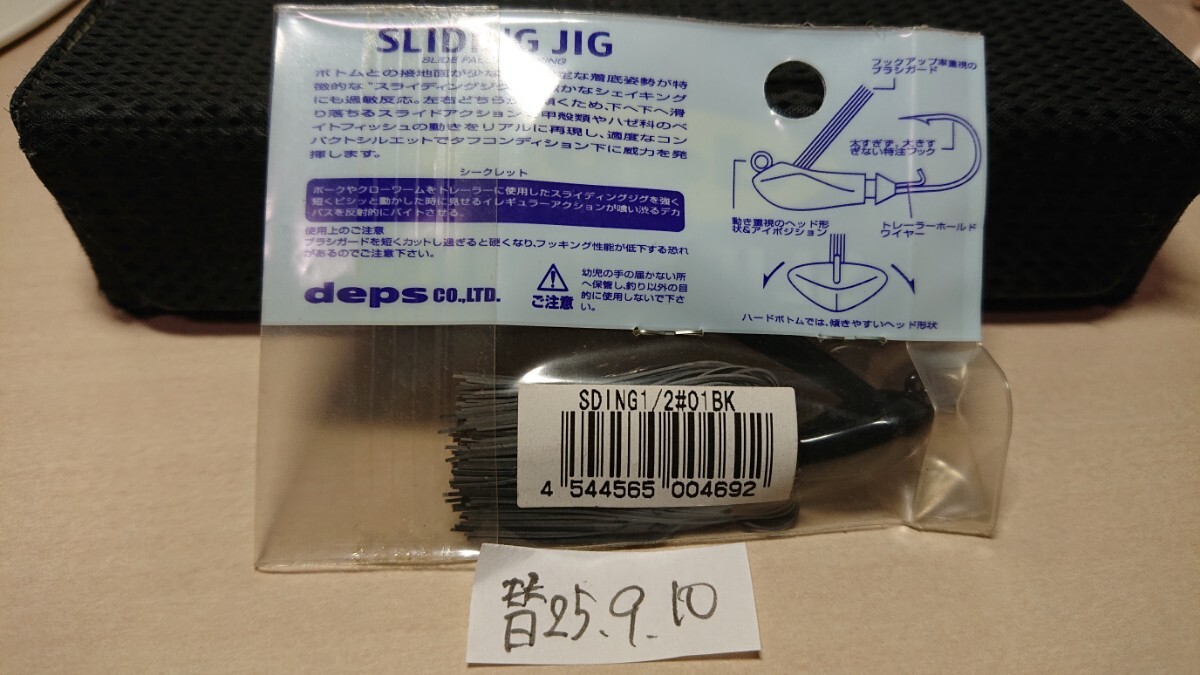 SLIDING JIG
SLIDE FA
ボトムとの接地面が少な 定な着底姿勢が特
徴的な"スライディングジグ かなシェイキング
にも過敏反応。左右どちらか 傾くため、下へ下へ滑
り落ちるスライドアクション 甲殻類やハゼ科のベ
イトフィッシュの動きをリアルに再現し、適度なコン
パクトシルエットでタフコンディション下に威力を発
揮します。
シークレット
ポークやクローワームをトレーラーに使用したスライディングジグを強く
短くピシッと動かした時に見せるイレギュラーアクションが喰い渋るデカ
バスを反射的にバイトさせる。
使用上のご注意
ブラシガードを短くカットし過ぎると硬くなり、フッキング性能が低下する恐れ
があるのでご注意下さい。
deps CO.,LTD.
ご注意
幼児の手の届かない所
へ保管し、釣り以外の目
的に使用しないで下さ
い。
フックアップ率重視の
ブラシガード
太すぎず、大きす
ぎない特注フック
動き重視のヘッド形
状&アイポジション
トレーラーホールド
ワイヤー
ハードボトムでは、傾きやすいヘッド形状
SDING1/2#01BK
4 544565 004692
25.9.10